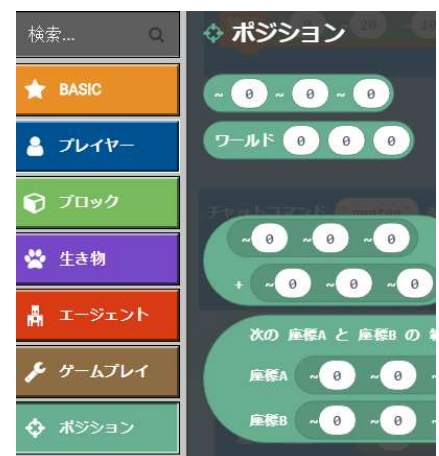 検索...
BASIC
プレイヤー
ブロック
生き物
エージェント
ゲームプレイ
ポジション
ポジション
~ 0 ~ 0 ~ 0
ワールド 0 0 0
~ 0 ~ 0 ~ 0
+ ~ 0 ~ 0 ~ 0
次の 座標A と 座標B の
座標A ~ 0 ~ 0 ~
座標B ~ 0 ~ 0 ~